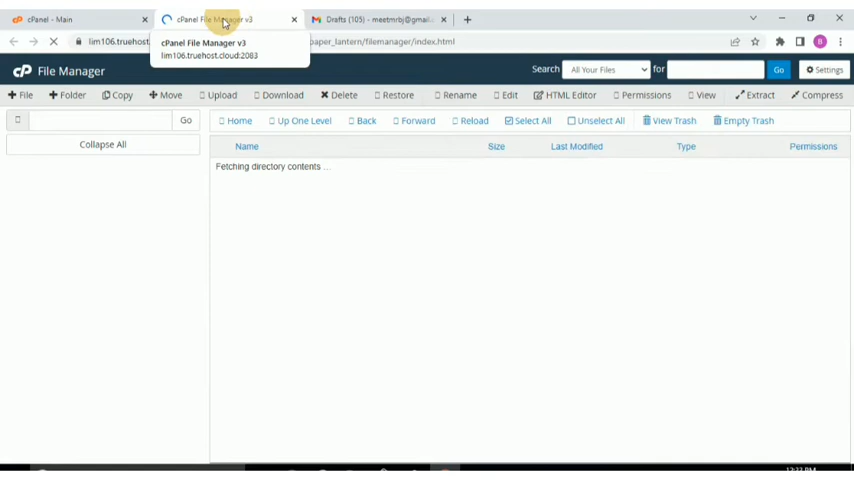 cPanel - Main
cPanel File Manager v3
Drafts (105) - meetmrbj@gmail.
lim106.truehost.
paper_lantern/filemanager/index.html
cPanel File Manager v3
lim106.truehost.cloud:2083
B
cP File Manager
Search All Your Files for Go Settings
File Folder Copy Move Upload Download Delete Restore Rename Edit HTML Editor Permissions View Extract Compress
Go Home Up One Level Back Forward Reload Select All Unselect All View Trash Empty Trash
Collapse All
Name Size Last Modified Type Permissions
Fetching directory contents ...